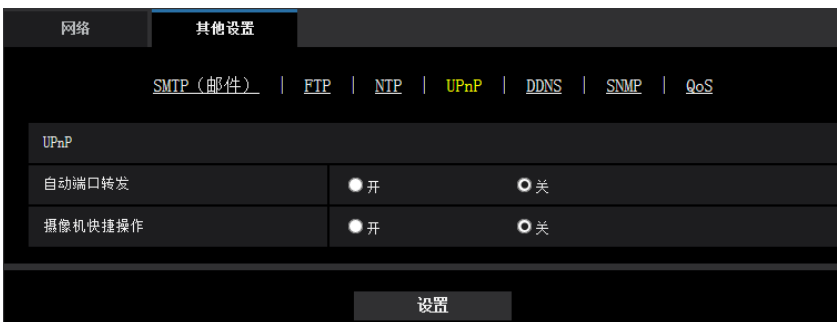 网络 其他设置
SMTP（邮件） | FTP | NTP | UPnP | DDNS | SNMP | QoS
UPnP
自动端口转发 开 关
摄像机快捷操作 开 关
设置